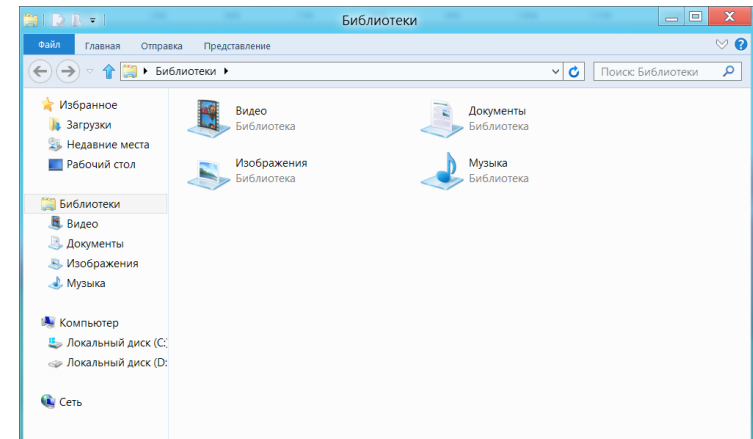 Библиотеки
Файл Главная Отправка Представление
Библиотеки
Поиск: Библиотеки
Избранное
Загрузки
Недавние места
Рабочий стол
Библиотеки
Видео
Документы
Изображения
Музыка
Компьютер
Локальный диск (C:
Локальный диск (D:
Сеть
Видео
Библиотека
Документы
Библиотека
Изображения
Библиотека
Музыка
Библиотека